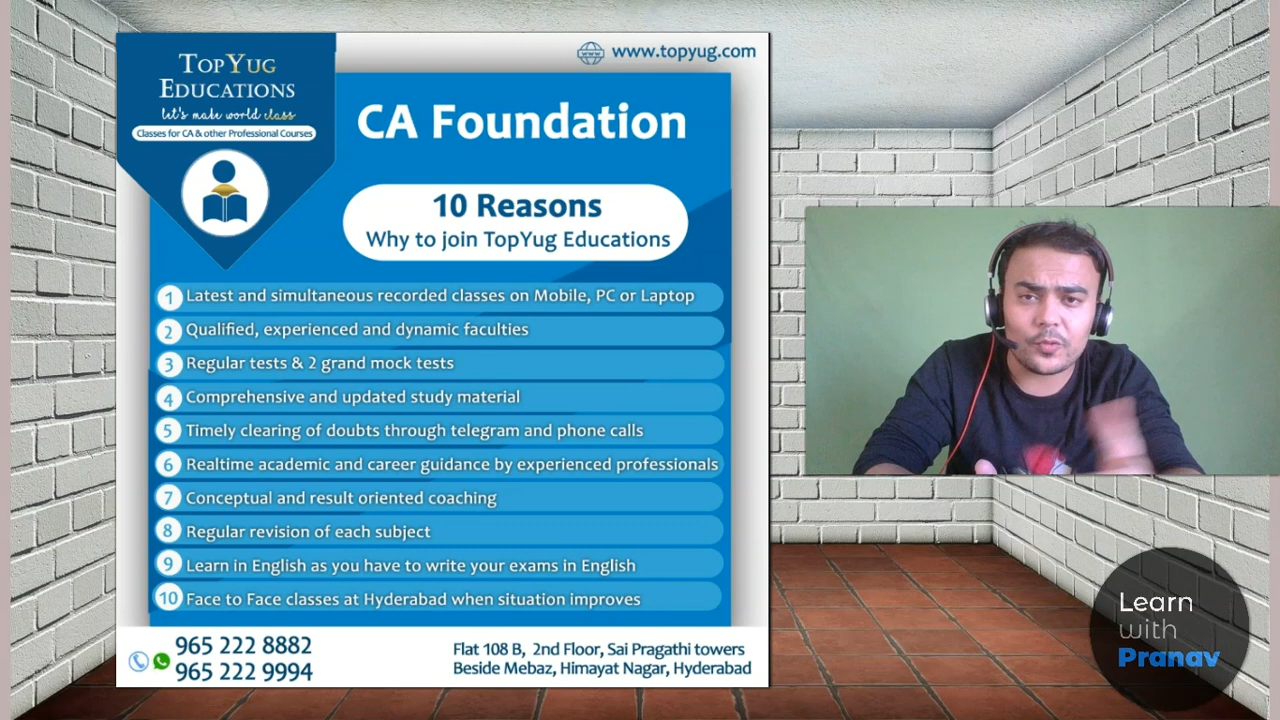 TOPYUG
EDUCATIONS
let's make world class
Classes for CA & other Professional Courses
www.topyug.com
CA Foundation
10 Reasons
Why to join TopYug Educations
1 Latest and simultaneous recorded classes on Mobile, PC or Laptop
2 Qualified, experienced and dynamic faculties
3 Regular tests & 2 grand mock tests
4 Comprehensive and updated study material
5 Timely clearing of doubts through telegram and phone calls
6 Realtime academic and career guidance by experienced professionals
7 Conceptual and result oriented coaching
8 Regular revision of each subject
9 Learn in English as you have to write your exams in English
10 Face to Face classes at Hyderabad when situation improves
965 222 8882
965 222 9994
Flat 108 B, 2nd Floor, Sai Pragathi towers
Beside Mebaz, Himayat Nagar, Hyderabad
Learn
with
Pranav